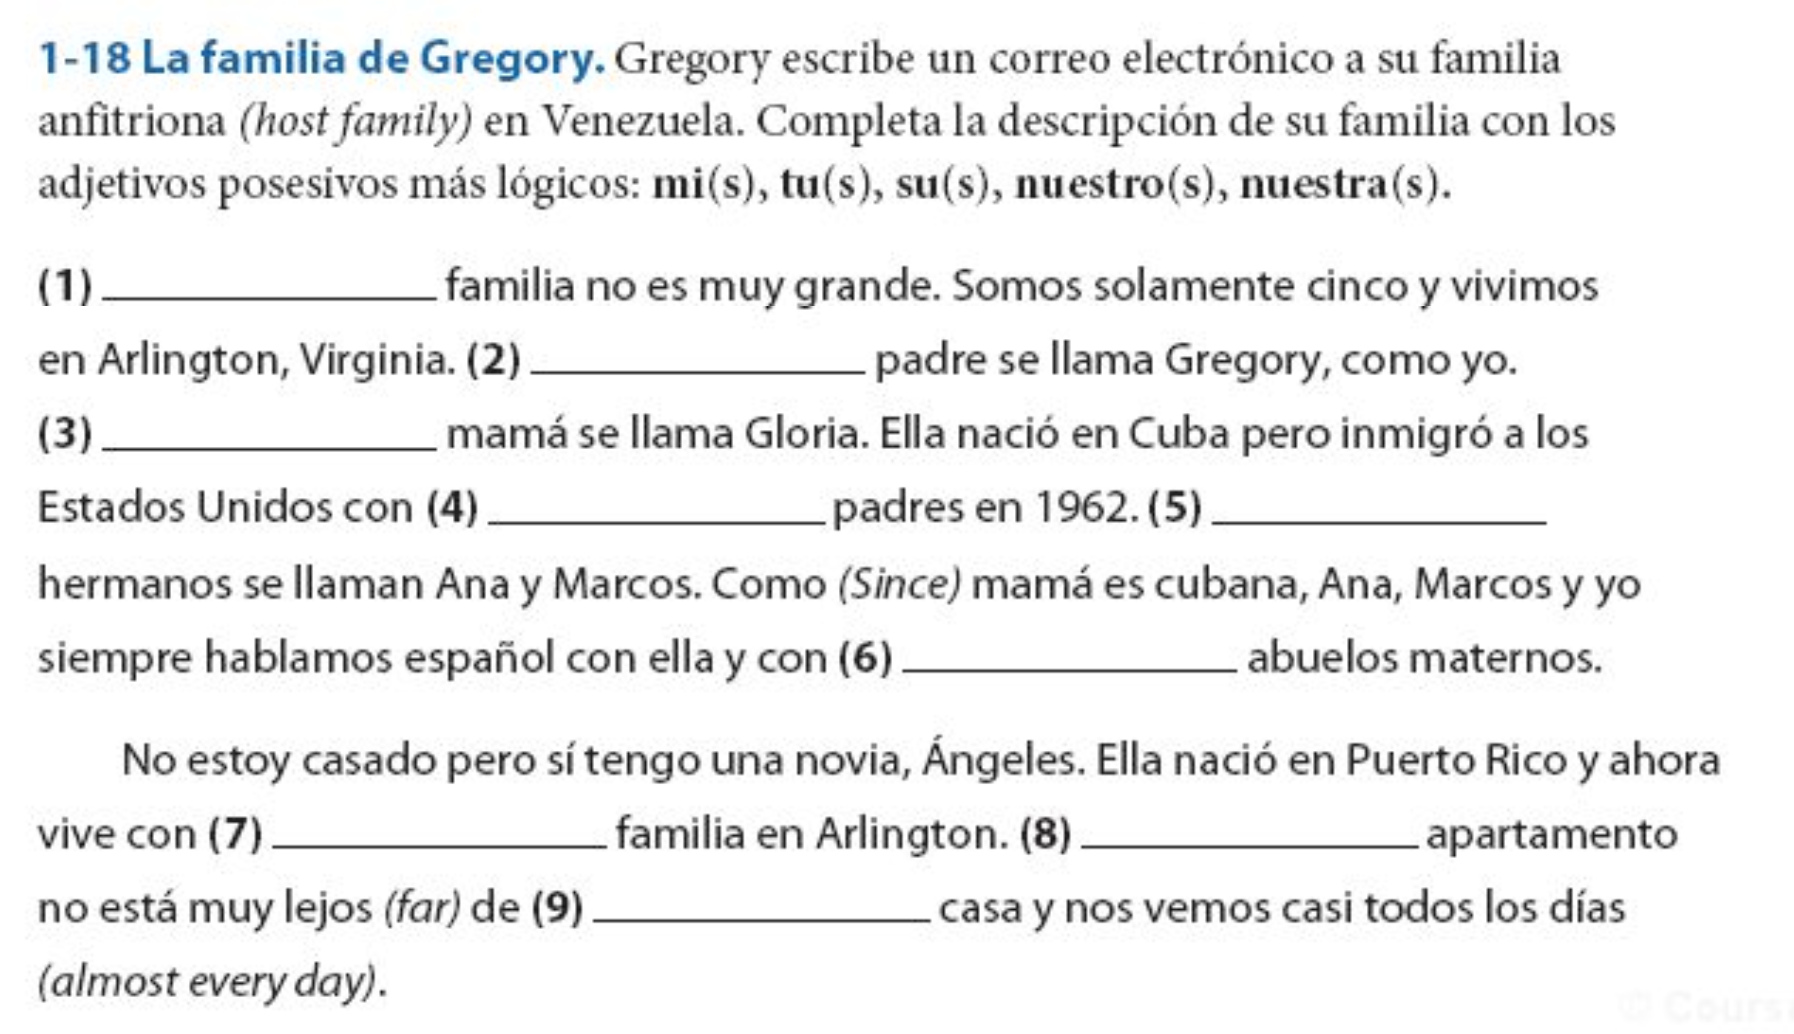 1-18 La familia de Gregory. Gregory escribe un correo electrónico a su familia
anfitriona (host family) en Venezuela. Completa la descripción de su familia con los
adjetivos posesivos más lógicos: mi(s), tu(s), su(s), nuestro(s), nuestra(s).
(1) ______________ familia no es muy grande. Somos solamente cinco y vivimos
en Arlington, Virginia. (2) ______________ padre se llama Gregory, como yo.
(3) ______________ mamá se llama Gloria. Ella nació en Cuba pero inmigró a los
Estados Unidos con (4) ______________ padres en 1962. (5) ______________
hermanos se llaman Ana y Marcos. Como (Since) mamá es cubana, Ana, Marcos y yo
siempre hablamos español con ella y con (6) ______________ abuelos maternos.
No estoy casado pero sí tengo una novia, Ángeles. Ella nació en Puerto Rico y ahora
vive con (7) ______________ familia en Arlington. (8) ______________ apartamento
no está muy lejos (far) de (9) ______________ casa y nos vemos casi todos los días
(almost every day).